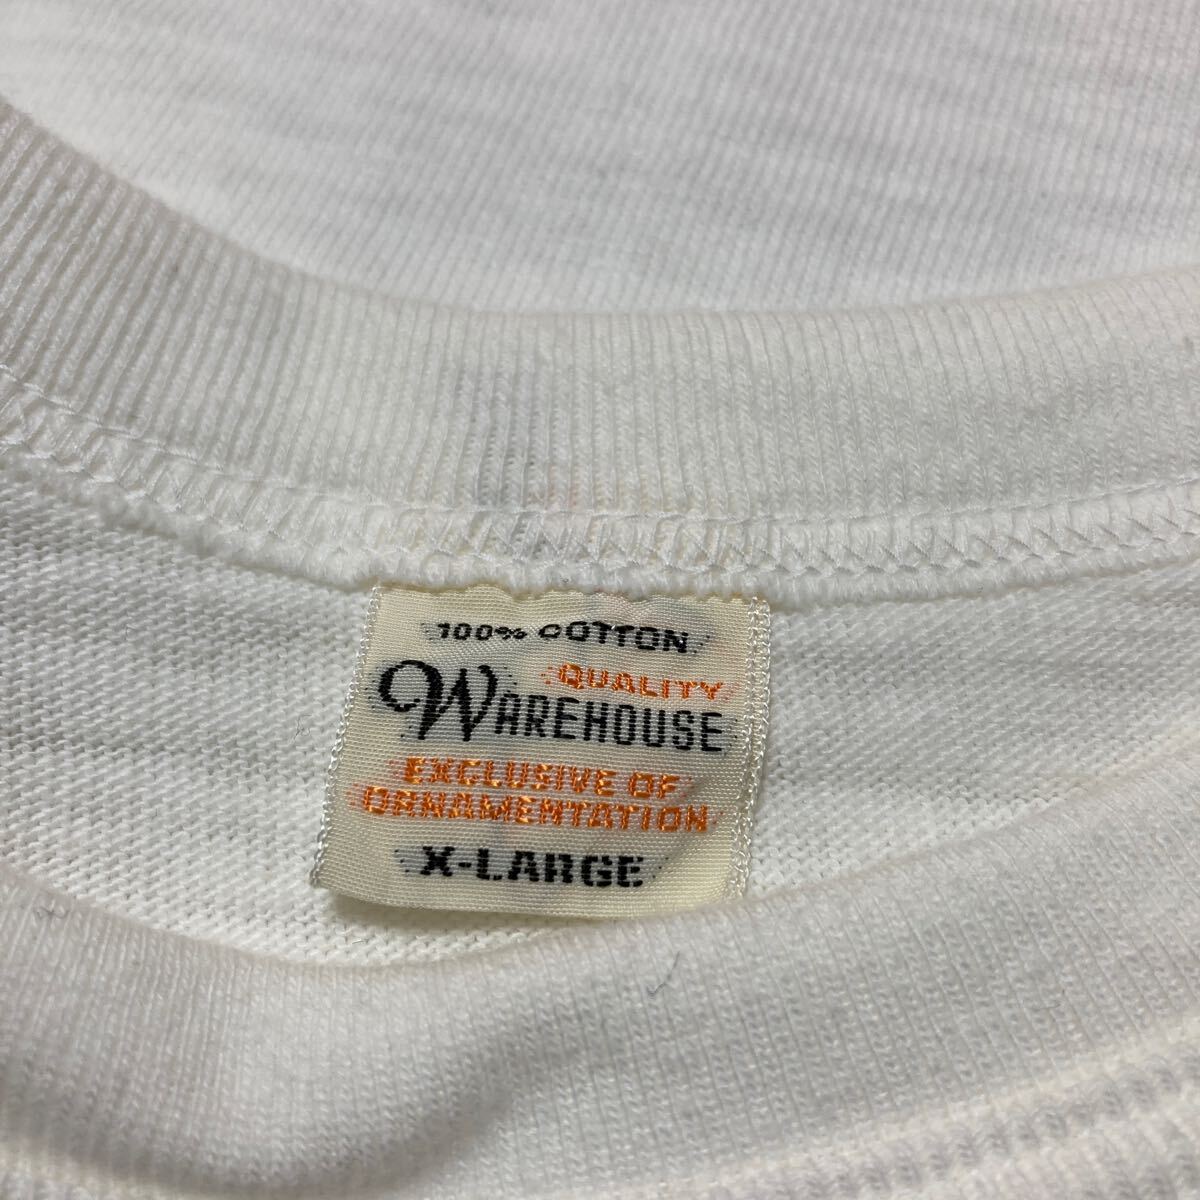 100% COTTON
QUALITY
WAREHOUSE
EXCLUSIVE OF
ORNAMENTATION
X-LARGE